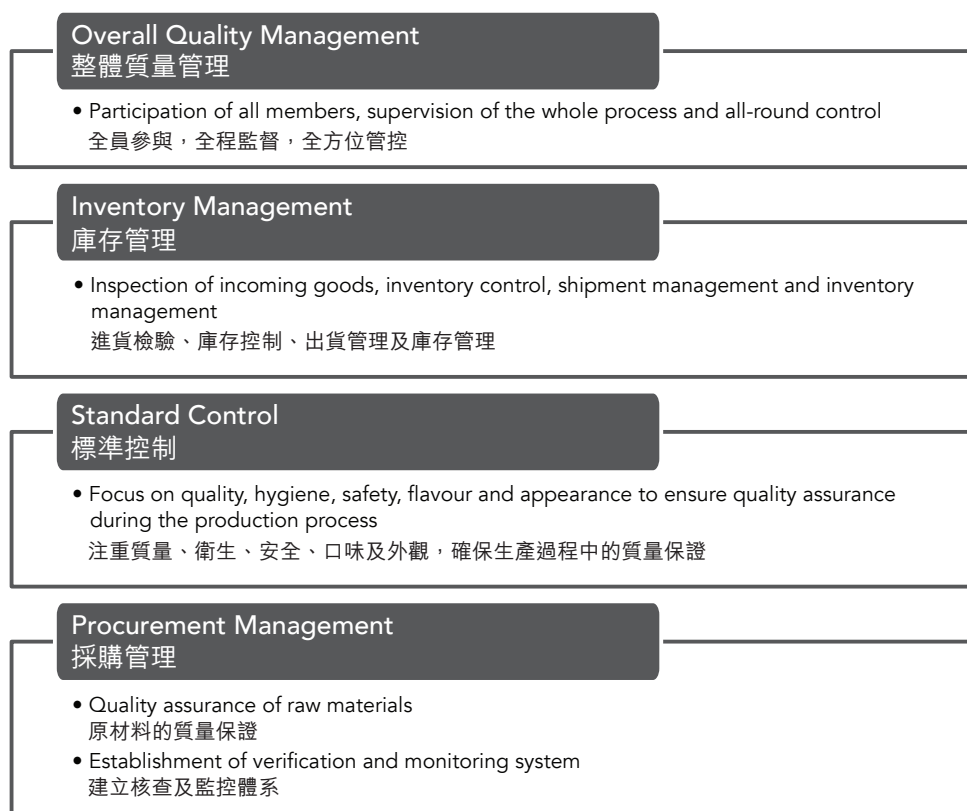 Overall Quality Management
整體質量管理
• Participation of all members, supervision of the whole process and all-round control
全員參與，全程監督，全方位管控
Inventory Management
庫存管理
• Inspection of incoming goods, inventory control, shipment management and inventory
management
進貨檢驗、庫存控制、出貨管理及庫存管理
Standard Control
標準控制
• Focus on quality, hygiene, safety, flavour and appearance to ensure quality assurance
during the production process
注重質量、衛生、安全、口味及外觀，確保生產過程中的質量保證
Procurement Management
採購管理
• Quality assurance of raw materials
原材料的質量保證
• Establishment of verification and monitoring system
建立核查及監控體系